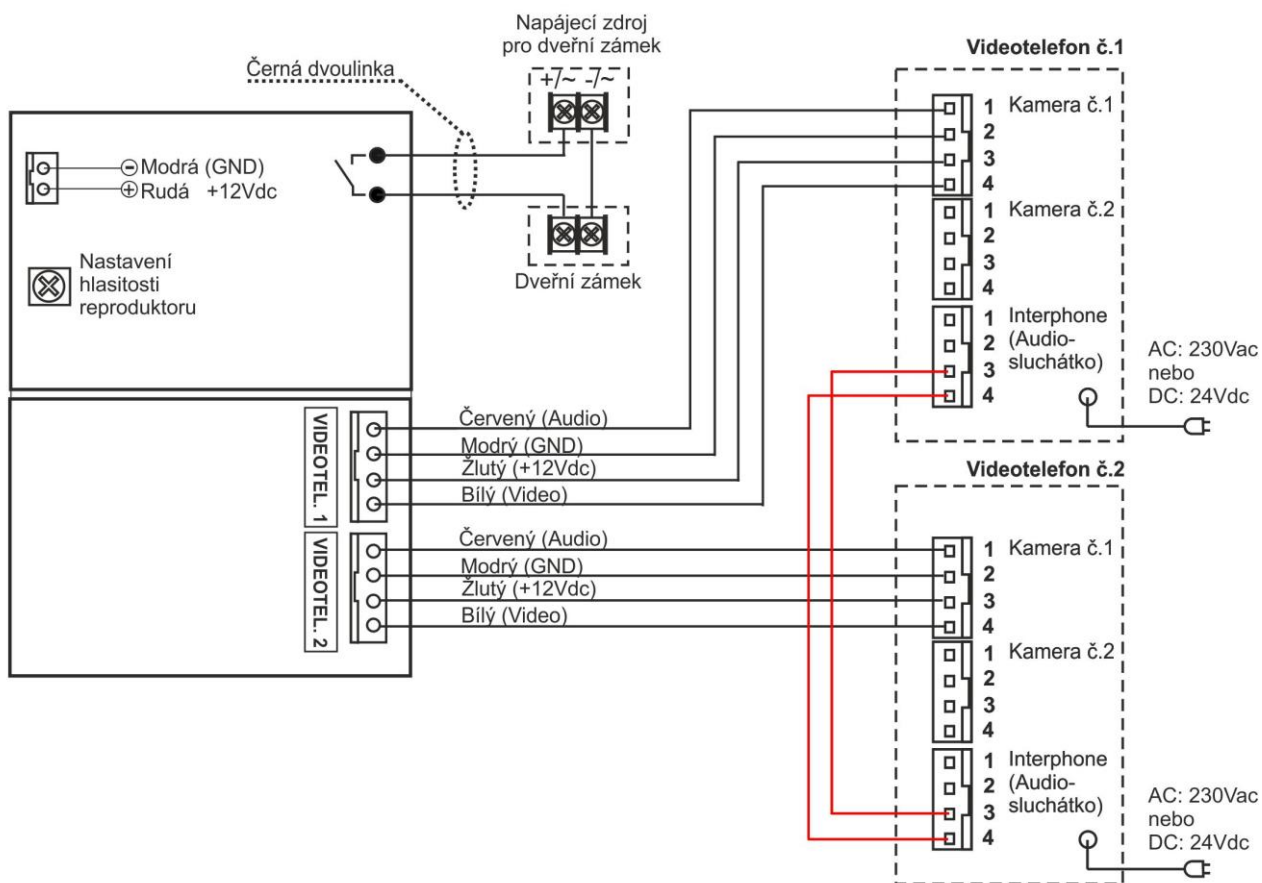 Napájecí zdroj
pro dveřní zámek
+/~ -/~
Černá dvoulinka
Modrá (GND)
Rudá +12Vdc
Nastavení
hlasitosti
reproduktoru
Dveřní zámek
VIDEOTEL. 1
Červený (Audio)
Modrý (GND)
Žlutý (+12Vdc)
Bílý (Video)
VIDEOTEL. 2
Červený (Audio)
Modrý (GND)
Žlutý (+12Vdc)
Bílý (Video)
Videotelefon č.1
1 Kamera č.1
2
3
4
1 Kamera č.2
2
3
4
1 Interphone
2 (Audio-
3 sluchátko)
4
AC: 230Vac
nebo
DC: 24Vdc
Videotelefon č.2
1 Kamera č.1
2
3
4
1 Kamera č.2
2
3
4
1 Interphone
2 (Audio-
3 sluchátko)
4
AC: 230Vac
nebo
DC: 24Vdc